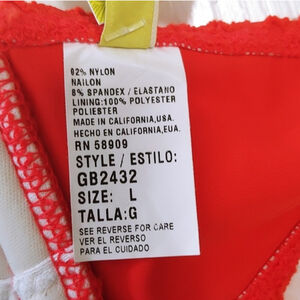 92% NYLON
NAILON
8% SPANDEX / ELASTANO
LINING:100% POLYESTER
POLIESTER
MADE IN CALIFORNIA,USA.
HECHO EN CALIFORNIA,EUA.
RN 58909
STYLE / ESTILO:
GB2432
SIZE: L
TALLA:G
SEE REVERSE FOR CARE
VER EL REVERSO
PARA EL CUIDADO